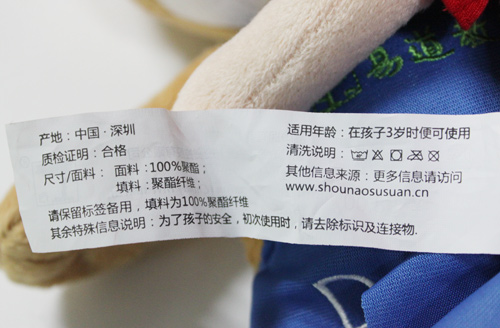 产地：中国·深圳
质检证明：合格
尺寸/面料：面料：100%聚酯；
填料：聚酯纤维；
请保留标签备用，填料为100%聚酯纤维
其余特殊信息说明：为了孩子的安全，初次使用时，请去除标识及连接物.
适用年龄：在孩子3岁时便可使用
清洗说明：
其他信息来源：更多信息请访问
www.shounaosusuan.cn